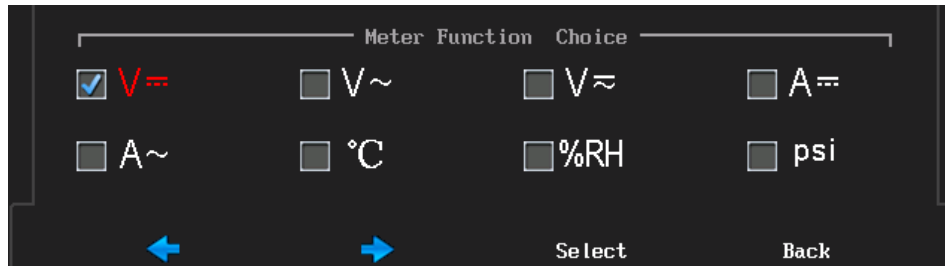 Meter Function Choice
V⎓ V~ V≂ A⎓
A~ °C %RH psi
Select Back